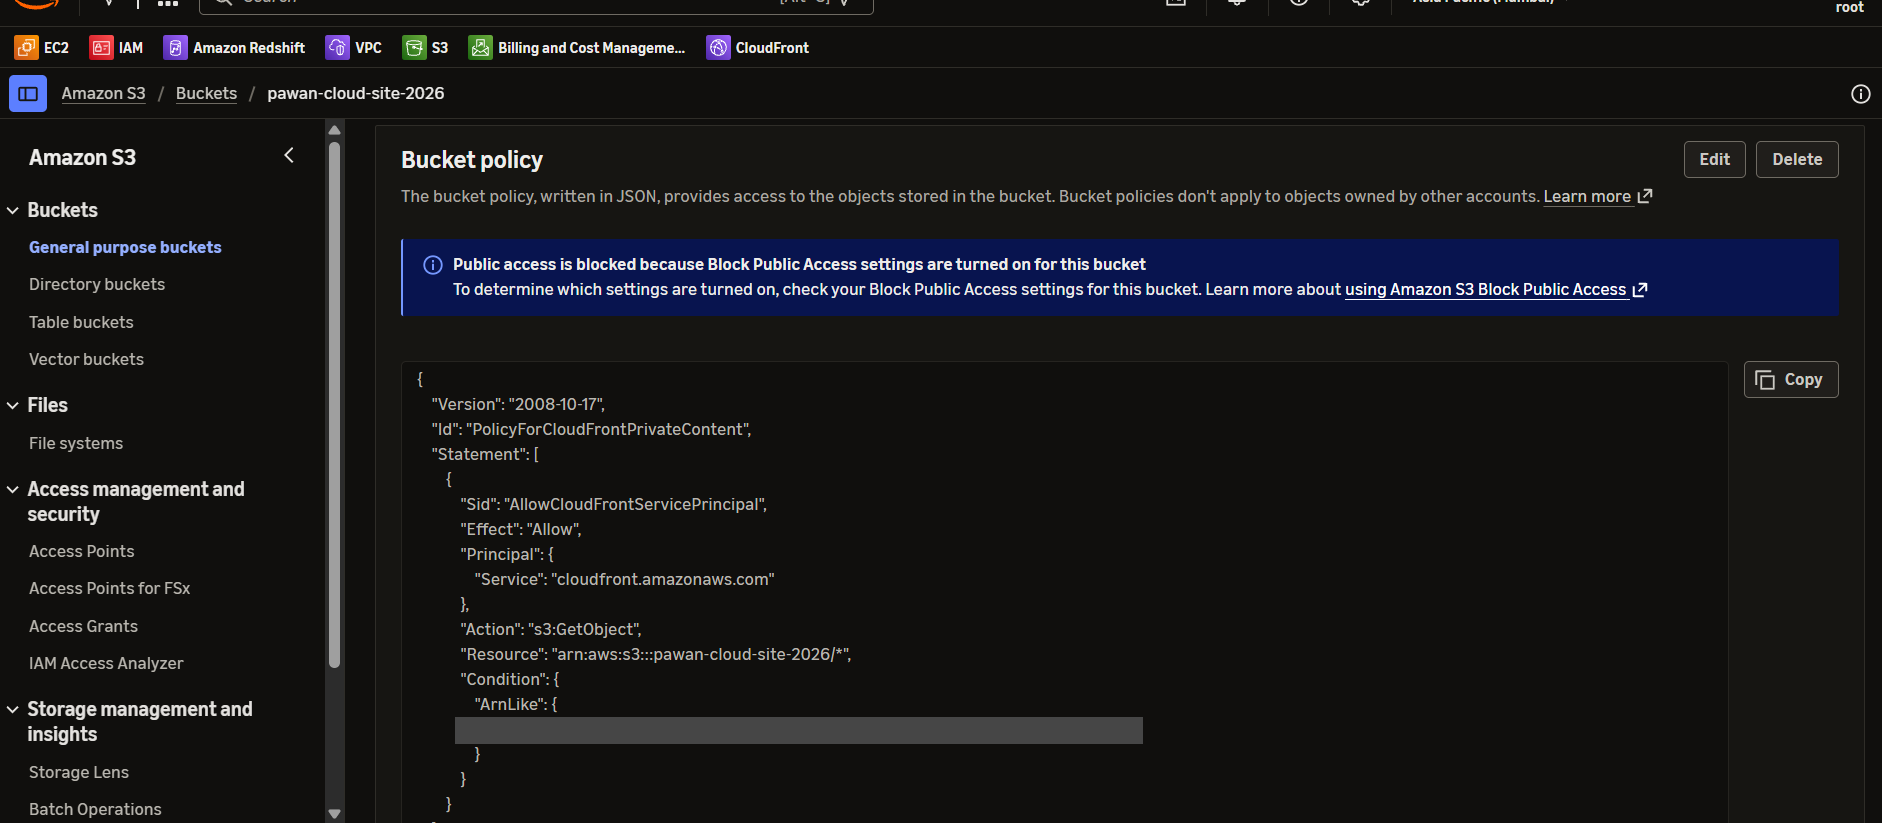 root
EC2 IAM Amazon Redshift VPC S3 Billing and Cost Manageme... CloudFront
Amazon S3 / Buckets / pawan-cloud-site-2026
Amazon S3
Buckets
General purpose buckets
Directory buckets
Table buckets
Vector buckets
Files
File systems
Access management and
security
Access Points
Access Points for FSx
Access Grants
IAM Access Analyzer
Storage management and
insights
Storage Lens
Batch Operations
Bucket policy
Edit
Delete
The bucket policy, written in JSON, provides access to the objects stored in the bucket. Bucket policies don't apply to objects owned by other accounts. Learn more
Public access is blocked because Block Public Access settings are turned on for this bucket
To determine which settings are turned on, check your Block Public Access settings for this bucket. Learn more about using Amazon S3 Block Public Access
Copy
{
"Version": "2008-10-17",
"Id": "PolicyForCloudFrontPrivateContent",
"Statement": [
{
"Sid": "AllowCloudFrontServicePrincipal",
"Effect": "Allow",
"Principal": {
"Service": "cloudfront.amazonaws.com"
},
"Action": "s3:GetObject",
"Resource": "arn:aws:s3:::pawan-cloud-site-2026/*",
"Condition": {
"ArnLike": {
}
}
}